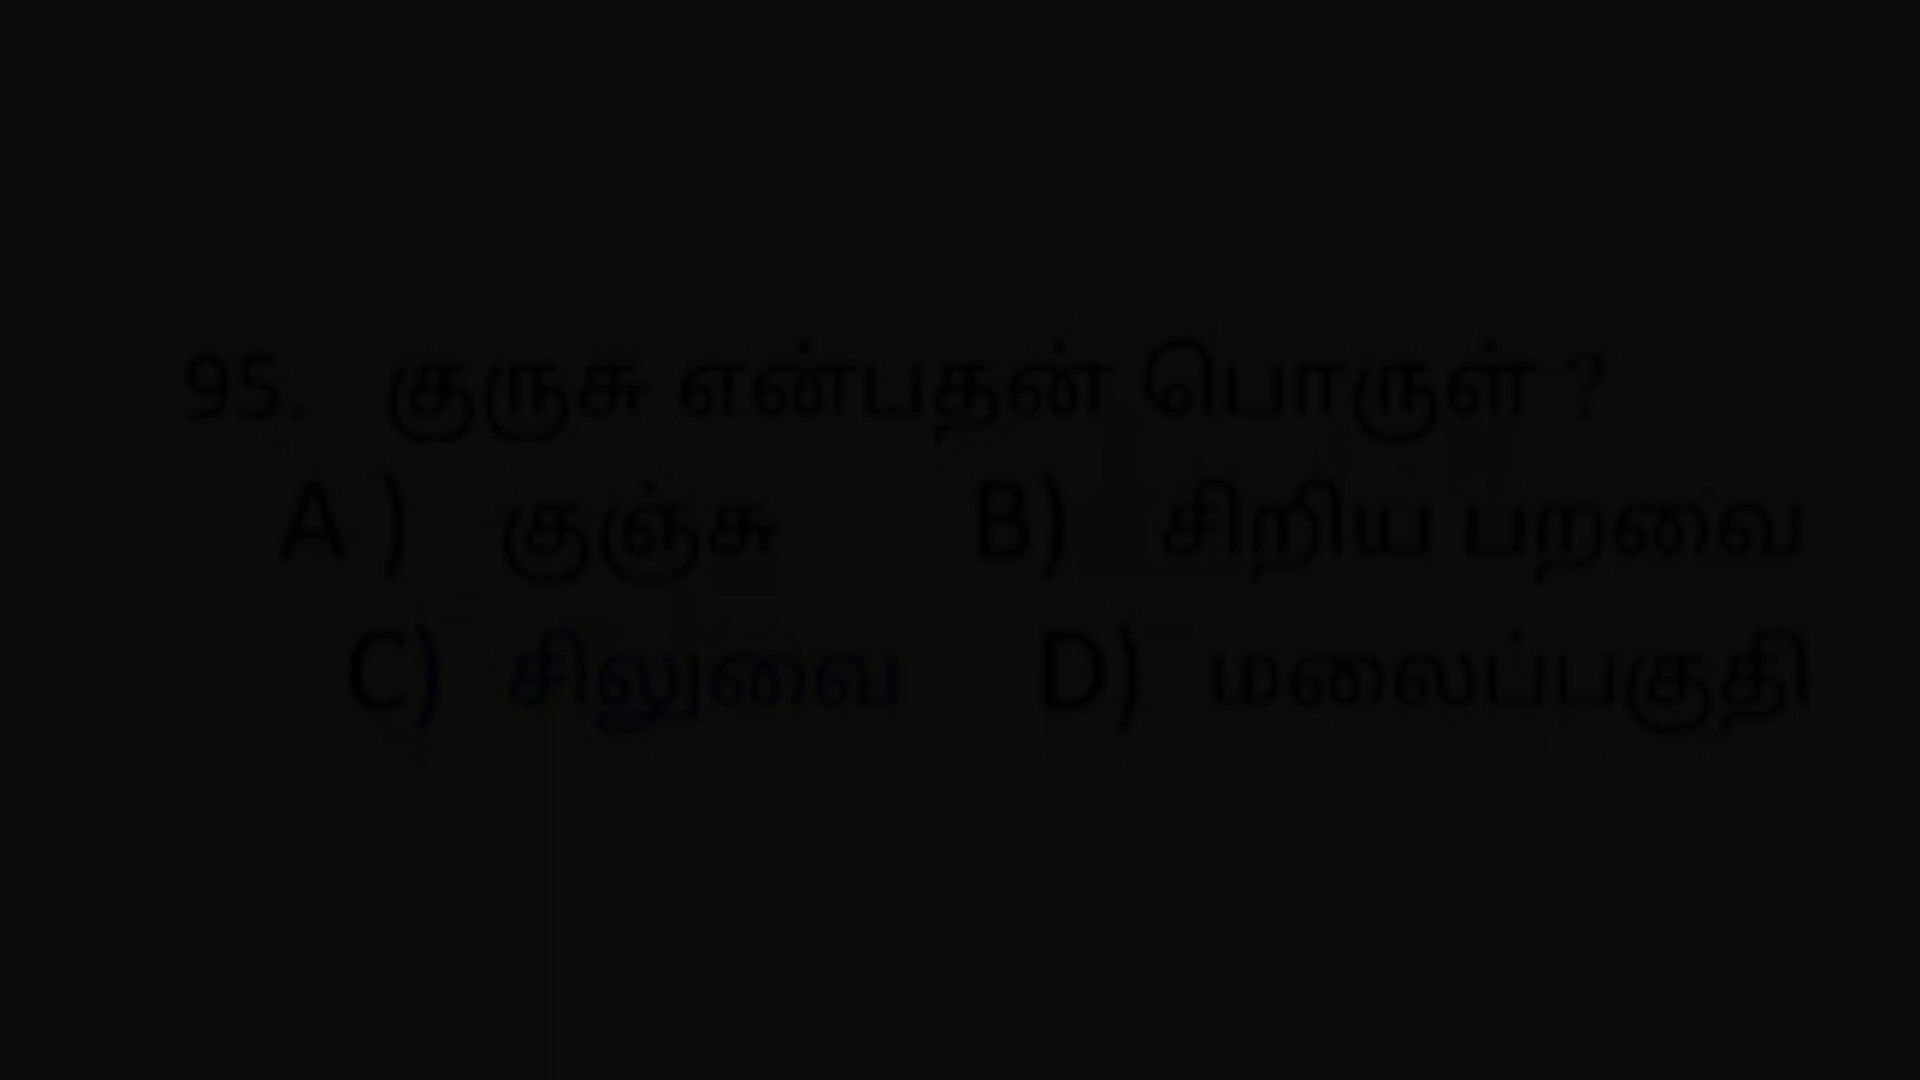 95. குருசு என்பதன் பொருள் ?
A ) குஞ்சு B) சிறிய பறவை
C) சிலுவை D) மலைப்பகுதி